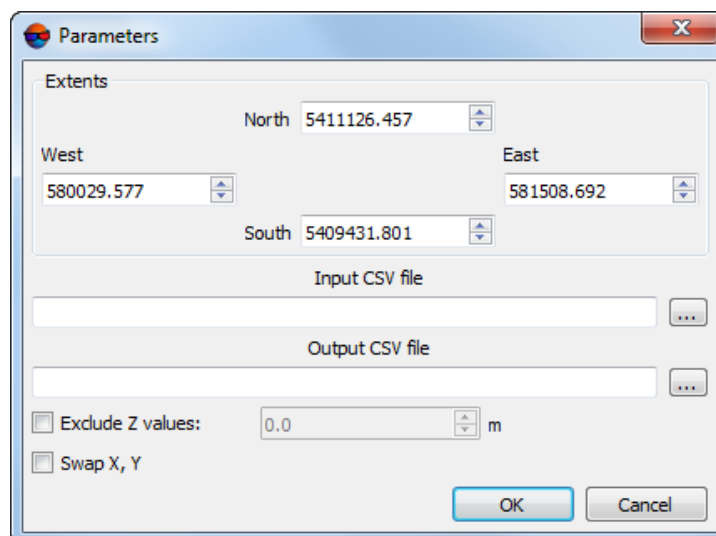 Parameters
Extents
North 5411126.457
West East
580029.577 581508.692
South 5409431.801
Input CSV file
...
Output CSV file
...
Exclude Z values: 0.0 m
Swap X, Y
OK Cancel